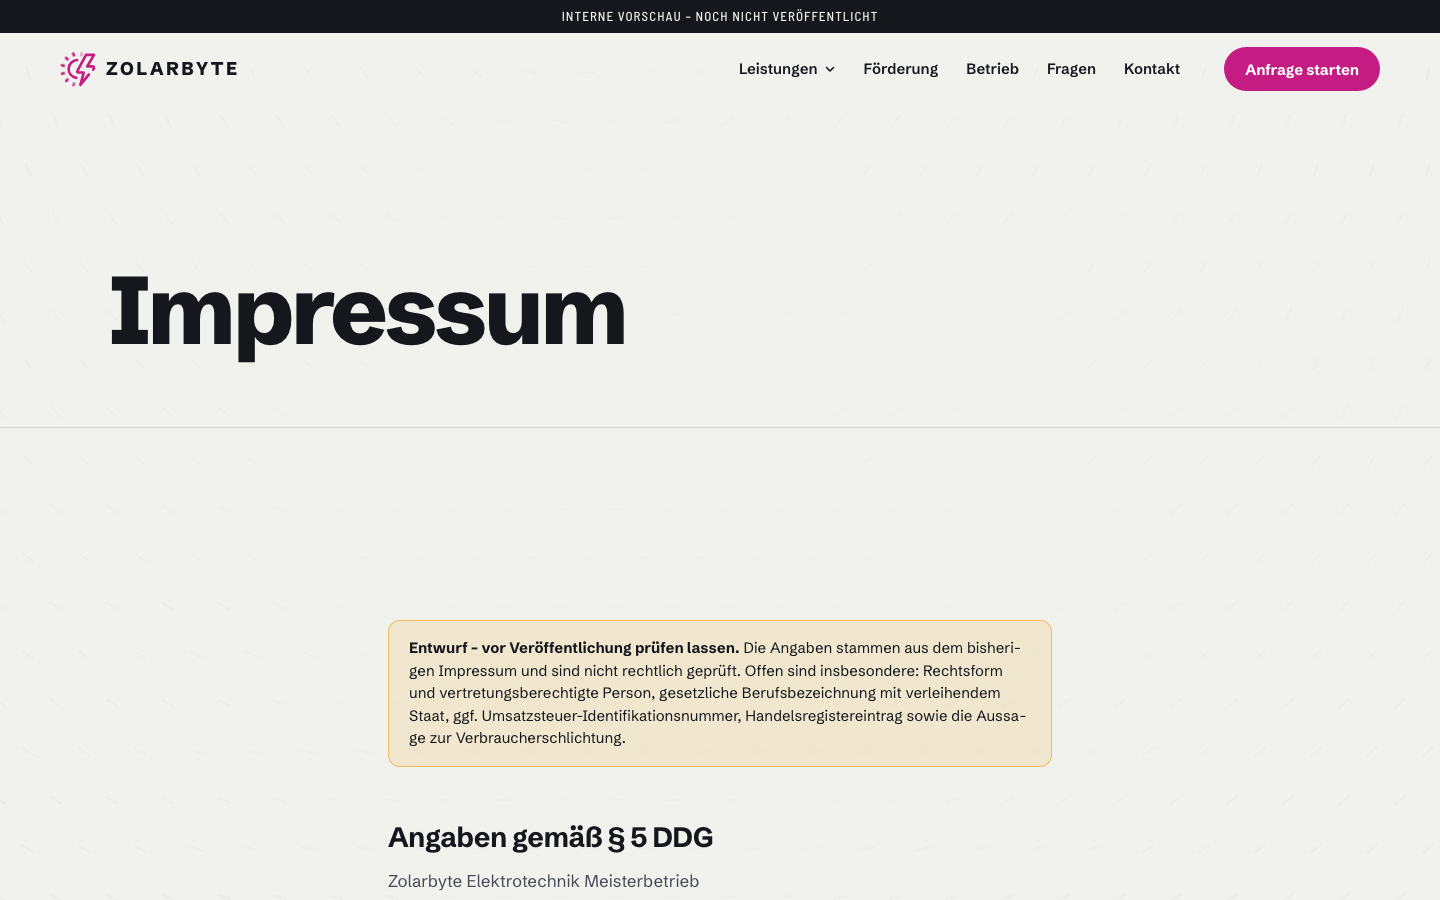 INTERNE VORSCHAU – NOCH NICHT VERÖFFENTLICHT
ZOLARBYTE
Leistungen Förderung Betrieb Fragen Kontakt Anfrage starten
Impressum
Entwurf – vor Veröffentlichung prüfen lassen. Die Angaben stammen aus dem bisheri-
gen Impressum und sind nicht rechtlich geprüft. Offen sind insbesondere: Rechtsform
und vertretungsberechtigte Person, gesetzliche Berufsbezeichnung mit verleihendem
Staat, ggf. Umsatzsteuer-Identifikationsnummer, Handelsregistereintrag sowie die Aussa-
ge zur Verbraucherschlichtung.
Angaben gemäß § 5 DDG
Zolarbyte Elektrotechnik Meisterbetrieb